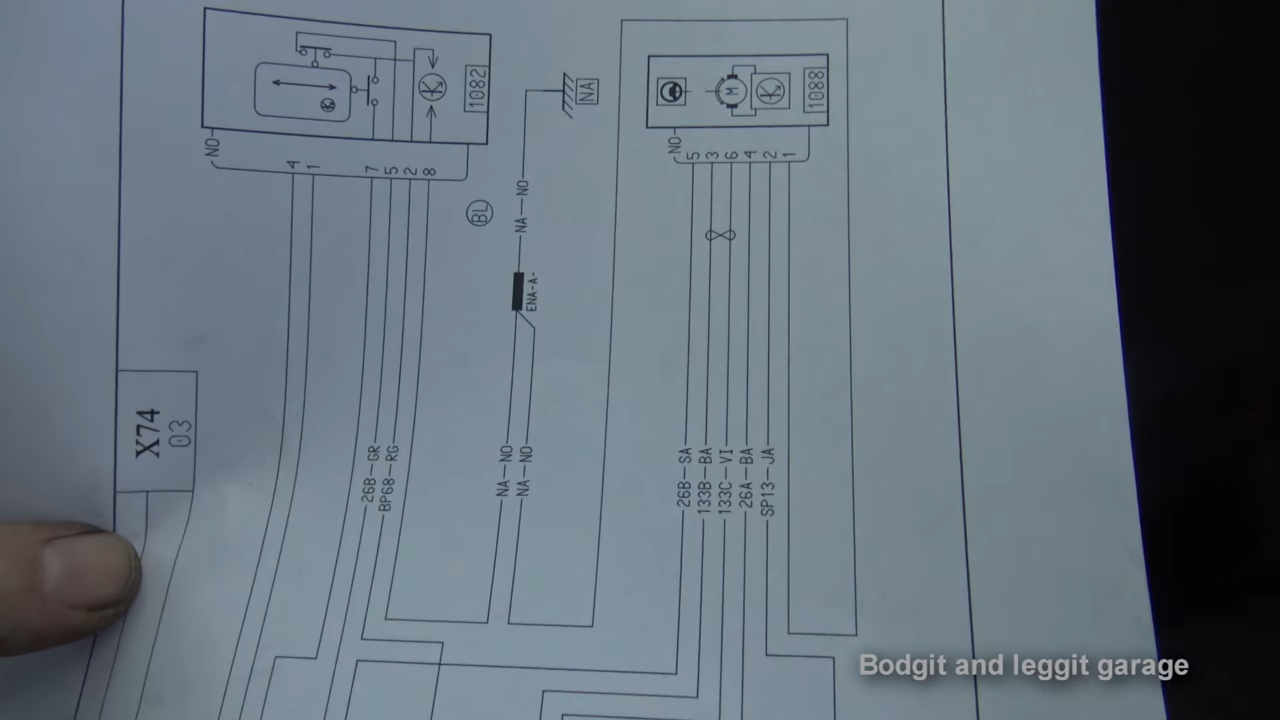 1082
NO
4 1 7 5 2 8
BL
NA
NA—NO
ENA-A-
NA—NO
NA—NO
26B—GR
BP68—RG
X74
03
M
1088
NO
5 3 6 4 2 1
26B—SA
133B—BA
133C—VI
26A—BA
SP13—JA
Bodgit and leggit garage